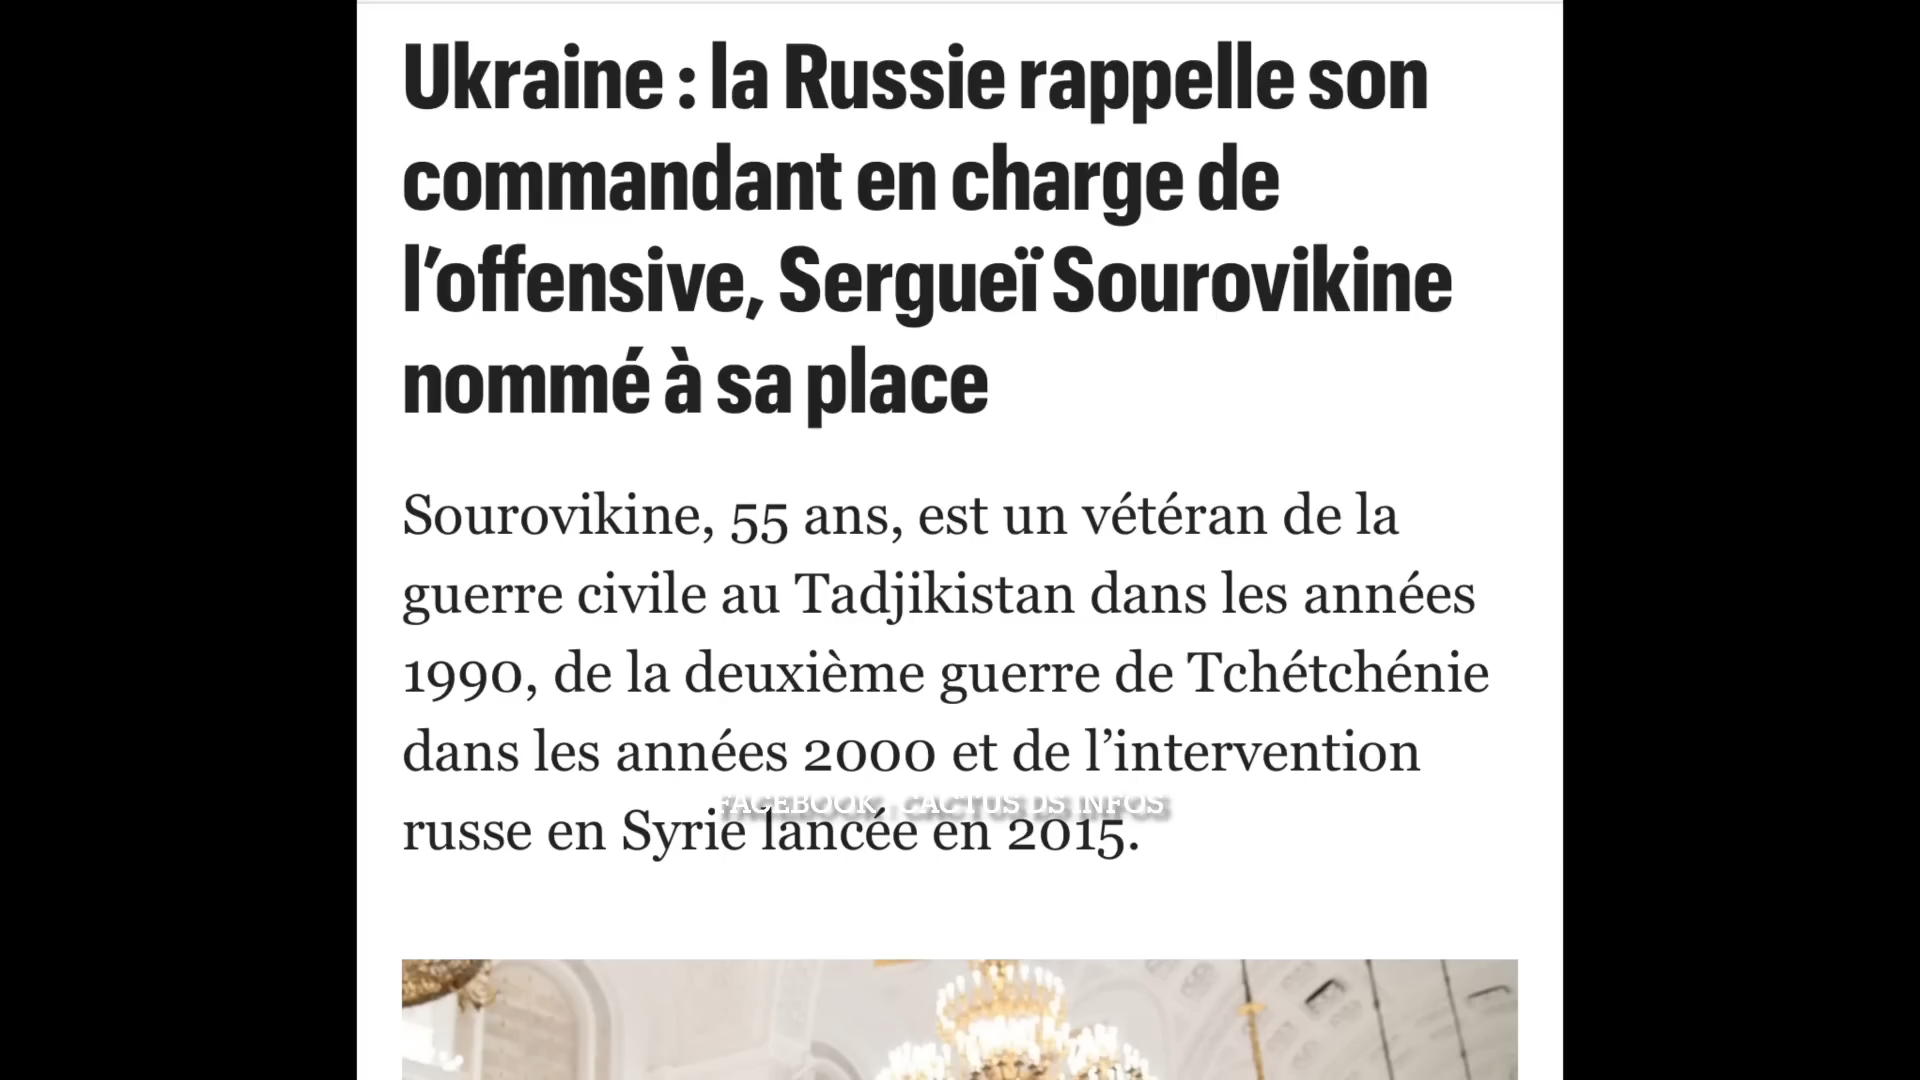 Ukraine : la Russie rappelle son
commandant en charge de
l’offensive, Sergueï Sourovikine
nommé à sa place
Sourovikine, 55 ans, est un vétéran de la
guerre civile au Tadjikistan dans les années
1990, de la deuxième guerre de Tchétchénie
dans les années 2000 et de l’intervention
FACEBOOK : CACTUS DS INFOS
russe en Syrie lancée en 2015.